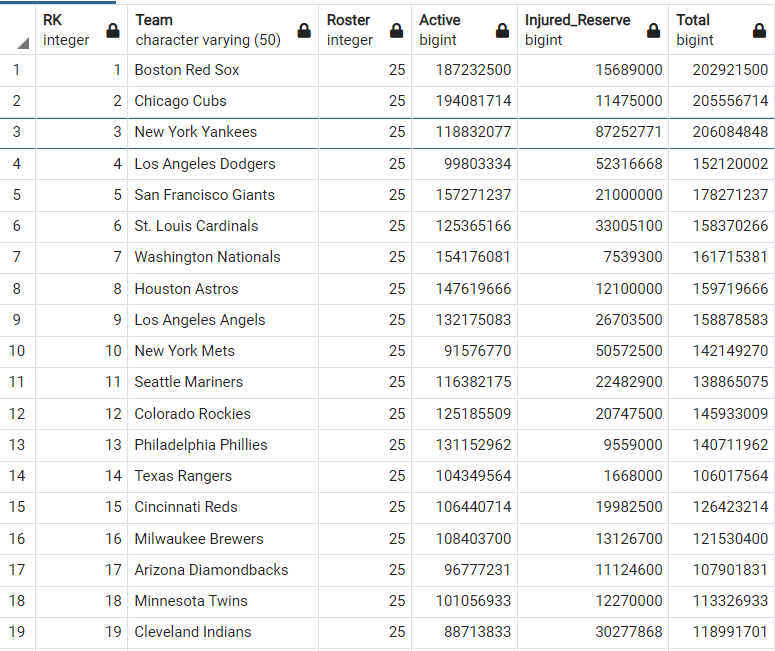 RK Team Roster Active Injured_Reserve Total
integer character varying (50) integer bigint bigint bigint
1 1 Boston Red Sox 25 187232500 15689000 202921500
2 2 Chicago Cubs 25 194081714 11475000 205556714
3 3 New York Yankees 25 118832077 87252771 206084848
4 4 Los Angeles Dodgers 25 99803334 52316668 152120002
5 5 San Francisco Giants 25 157271237 21000000 178271237
6 6 St. Louis Cardinals 25 125365166 33005100 158370266
7 7 Washington Nationals 25 154176081 7539300 161715381
8 8 Houston Astros 25 147619666 12100000 159719666
9 9 Los Angeles Angels 25 132175083 26703500 158878583
10 10 New York Mets 25 91576770 50572500 142149270
11 11 Seattle Mariners 25 116382175 22482900 138865075
12 12 Colorado Rockies 25 125185509 20747500 145933009
13 13 Philadelphia Phillies 25 131152962 9559000 140711962
14 14 Texas Rangers 25 104349564 1668000 106017564
15 15 Cincinnati Reds 25 106440714 19982500 126423214
16 16 Milwaukee Brewers 25 108403700 13126700 121530400
17 17 Arizona Diamondbacks 25 96777231 11124600 107901831
18 18 Minnesota Twins 25 101056933 12270000 113326933
19 19 Cleveland Indians 25 88713833 30277868 118991701